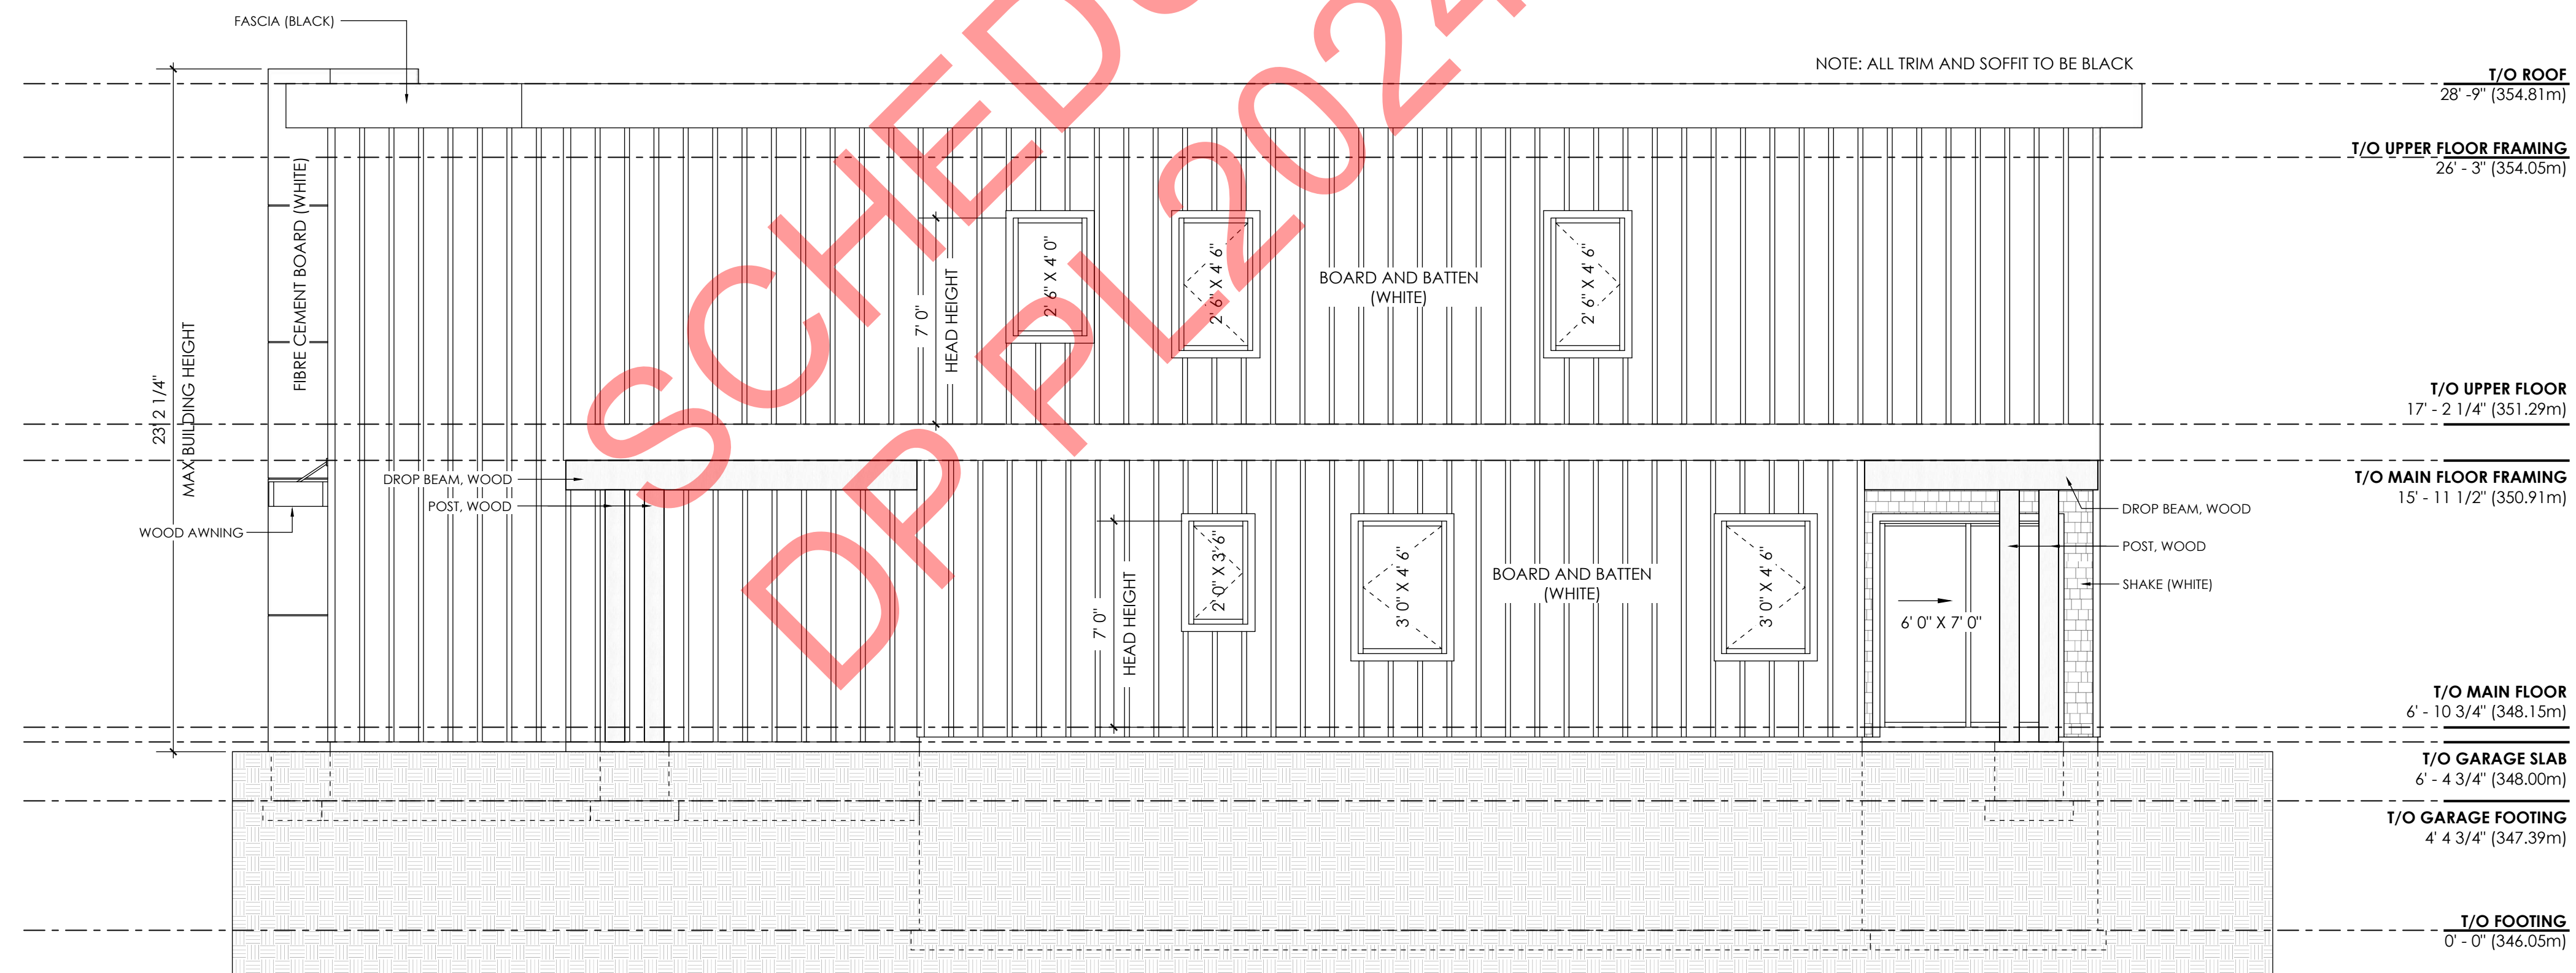 FASCIA (BLACK)
NOTE: ALL TRIM AND SOFFIT TO BE BLACK
T/O ROOF
28' -9" (354.81m)
T/O UPPER FLOOR FRAMING
26' - 3" (354.05m)
FIBRE CEMENT BOARD (WHITE)
23' 2 1/4"
MAX BUILDING HEIGHT
7' 0"
HEAD HEIGHT
2' 6" X 4' 0"
2' 6" X 4' 6"
BOARD AND BATTEN
(WHITE)
2' 6" X 4' 6"
T/O UPPER FLOOR
17' - 2 1/4" (351.29m)
T/O MAIN FLOOR FRAMING
15' - 11 1/2" (350.91m)
DROP BEAM, WOOD
POST, WOOD
WOOD AWNING
7' 0"
HEAD HEIGHT
2' 0" X 3' 6"
3' 0" X 4' 6"
BOARD AND BATTEN
(WHITE)
3' 0" X 4' 6"
6' 0" X 7' 0"
DROP BEAM, WOOD
POST, WOOD
SHAKE (WHITE)
T/O MAIN FLOOR
6' - 10 3/4" (348.15m)
T/O GARAGE SLAB
6' - 4 3/4" (348.00m)
T/O GARAGE FOOTING
4' 4 3/4" (347.39m)
T/O FOOTING
0' - 0" (346.05m)
DP PL2024